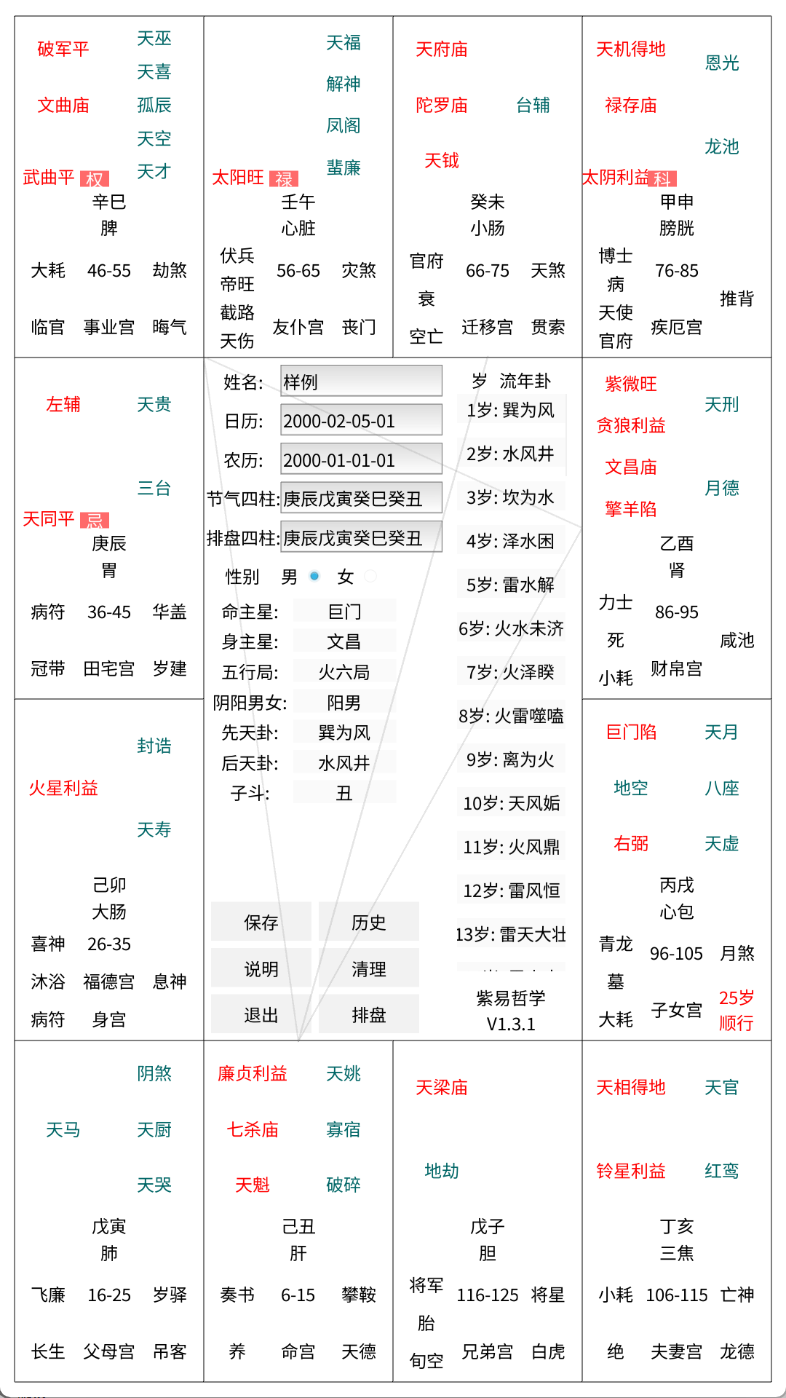 破军平 天巫
天喜
文曲庙 孤辰
天空
天才
武曲平 权
辛巳
脾
大耗 46-55 劫煞
临官 事业宫 晦气
天福
解神
凤阁
蜚廉
太阳旺 禄
壬午
心脏
伏兵
帝旺 56-65 灾煞
截路
天伤 友仆宫 丧门
天府庙
陀罗庙 台辅
天钺
癸未
小肠
官府 66-75 天煞
衰
空亡 迁移宫 贯索
天机得地 恩光
禄存庙
龙池
太阴利益 科
甲申
膀胱
博士
病 76-85
天使 推背
官府 疾厄宫
左辅 天贵
三台
天同平 忌
庚辰
胃
病符 36-45 华盖
冠带 田宅宫 岁建
姓名: 样例
日历: 2000-02-05-01
农历: 2000-01-01-01
节气四柱: 庚辰戊寅癸巳癸丑
排盘四柱: 庚辰戊寅癸巳癸丑
性别 男 女
命主星: 巨门
身主星: 文昌
五行局: 火六局
阴阳男女: 阳男
先天卦: 巽为风
后天卦: 水风井
子斗: 丑
保存 历史
说明 清理
退出 排盘
岁 流年卦
1岁: 巽为风
2岁: 水风井
3岁: 坎为水
4岁: 泽水困
5岁: 雷水解
6岁: 火水未济
7岁: 火泽睽
8岁: 火雷噬嗑
9岁: 离为火
10岁: 天风姤
11岁: 火风鼎
12岁: 雷风恒
13岁: 雷天大壮
紫易哲学
V1.3.1
紫微旺 天刑
贪狼利益
文昌庙 月德
擎羊陷
乙酉
肾
力士 86-95
死 咸池
小耗 财帛宫
封诰
火星利益
天寿
己卯
大肠
喜神 26-35
沐浴 福德宫 息神
病符 身宫
巨门陷 天月
地空 八座
右弼 天虚
丙戌
心包
青龙 96-105 月煞
墓
大耗 子女宫 25岁
顺行
阴煞
天马 天厨
天哭
戊寅
肺
飞廉 16-25 岁驿
长生 父母宫 吊客
廉贞利益 天姚
七杀庙 寡宿
天魁 破碎
己丑
肝
奏书 6-15 攀鞍
养 命宫 天德
天梁庙
地劫
戊子
胆
将军 116-125 将星
胎
旬空 兄弟宫 白虎
天相得地 天官
铃星利益 红鸾
丁亥
三焦
小耗 106-115 亡神
绝 夫妻宫 龙德